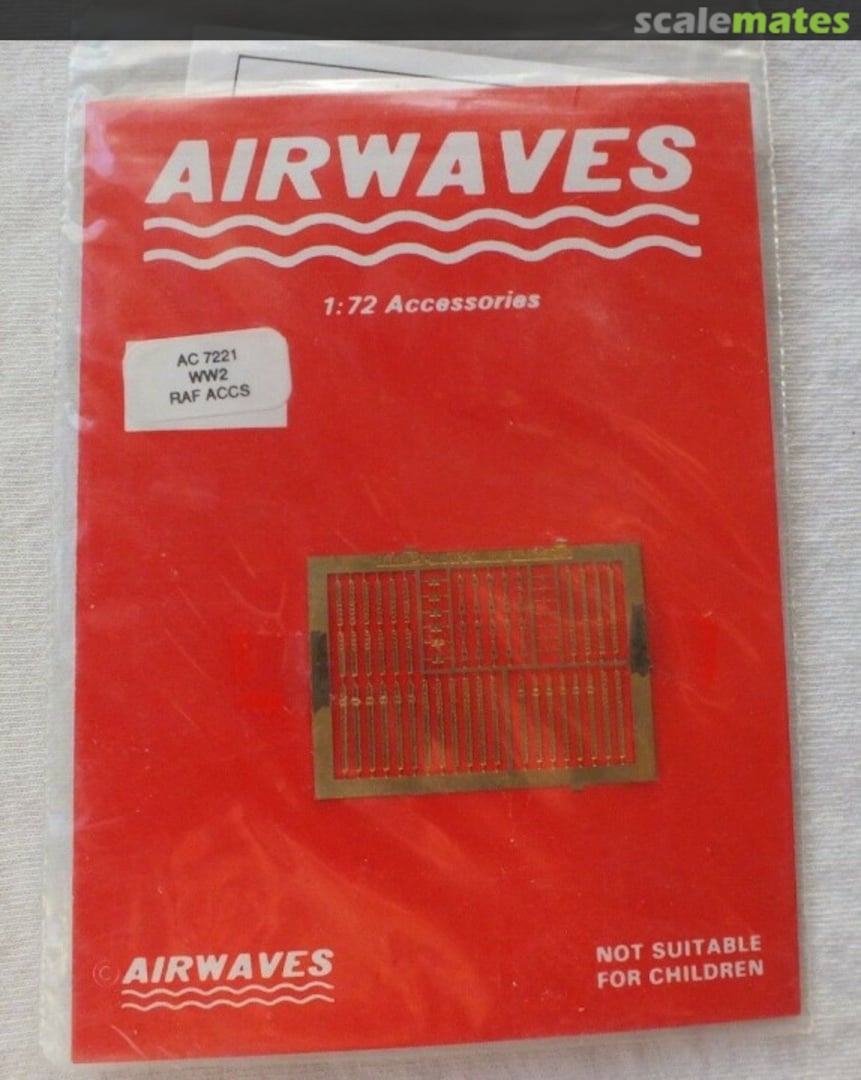 scalemates
AIRWAVES
1:72 Accessories
AC 7221
WW2
RAF ACCS
© AIRWAVES
NOT SUITABLE
FOR CHILDREN